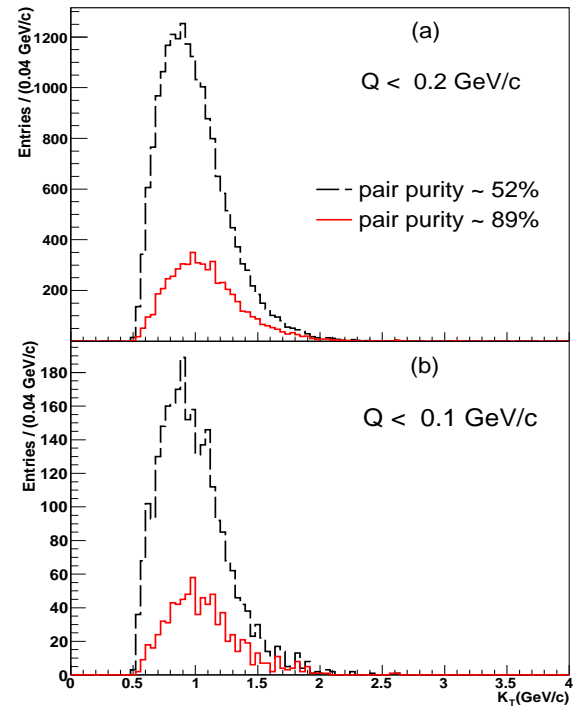 (a)
Q < 0.2 GeV/c
Entries / (0.04 GeV/c)
1200
1000
800
600
400
200
pair purity ~ 52%
pair purity ~ 89%
(b)
Q < 0.1 GeV/c
Entries / (0.04 GeV/c)
180
160
140
120
100
80
60
40
20
0
0 0.5 1 1.5 2 2.5 3 3.5 4
K_T(GeV/c)